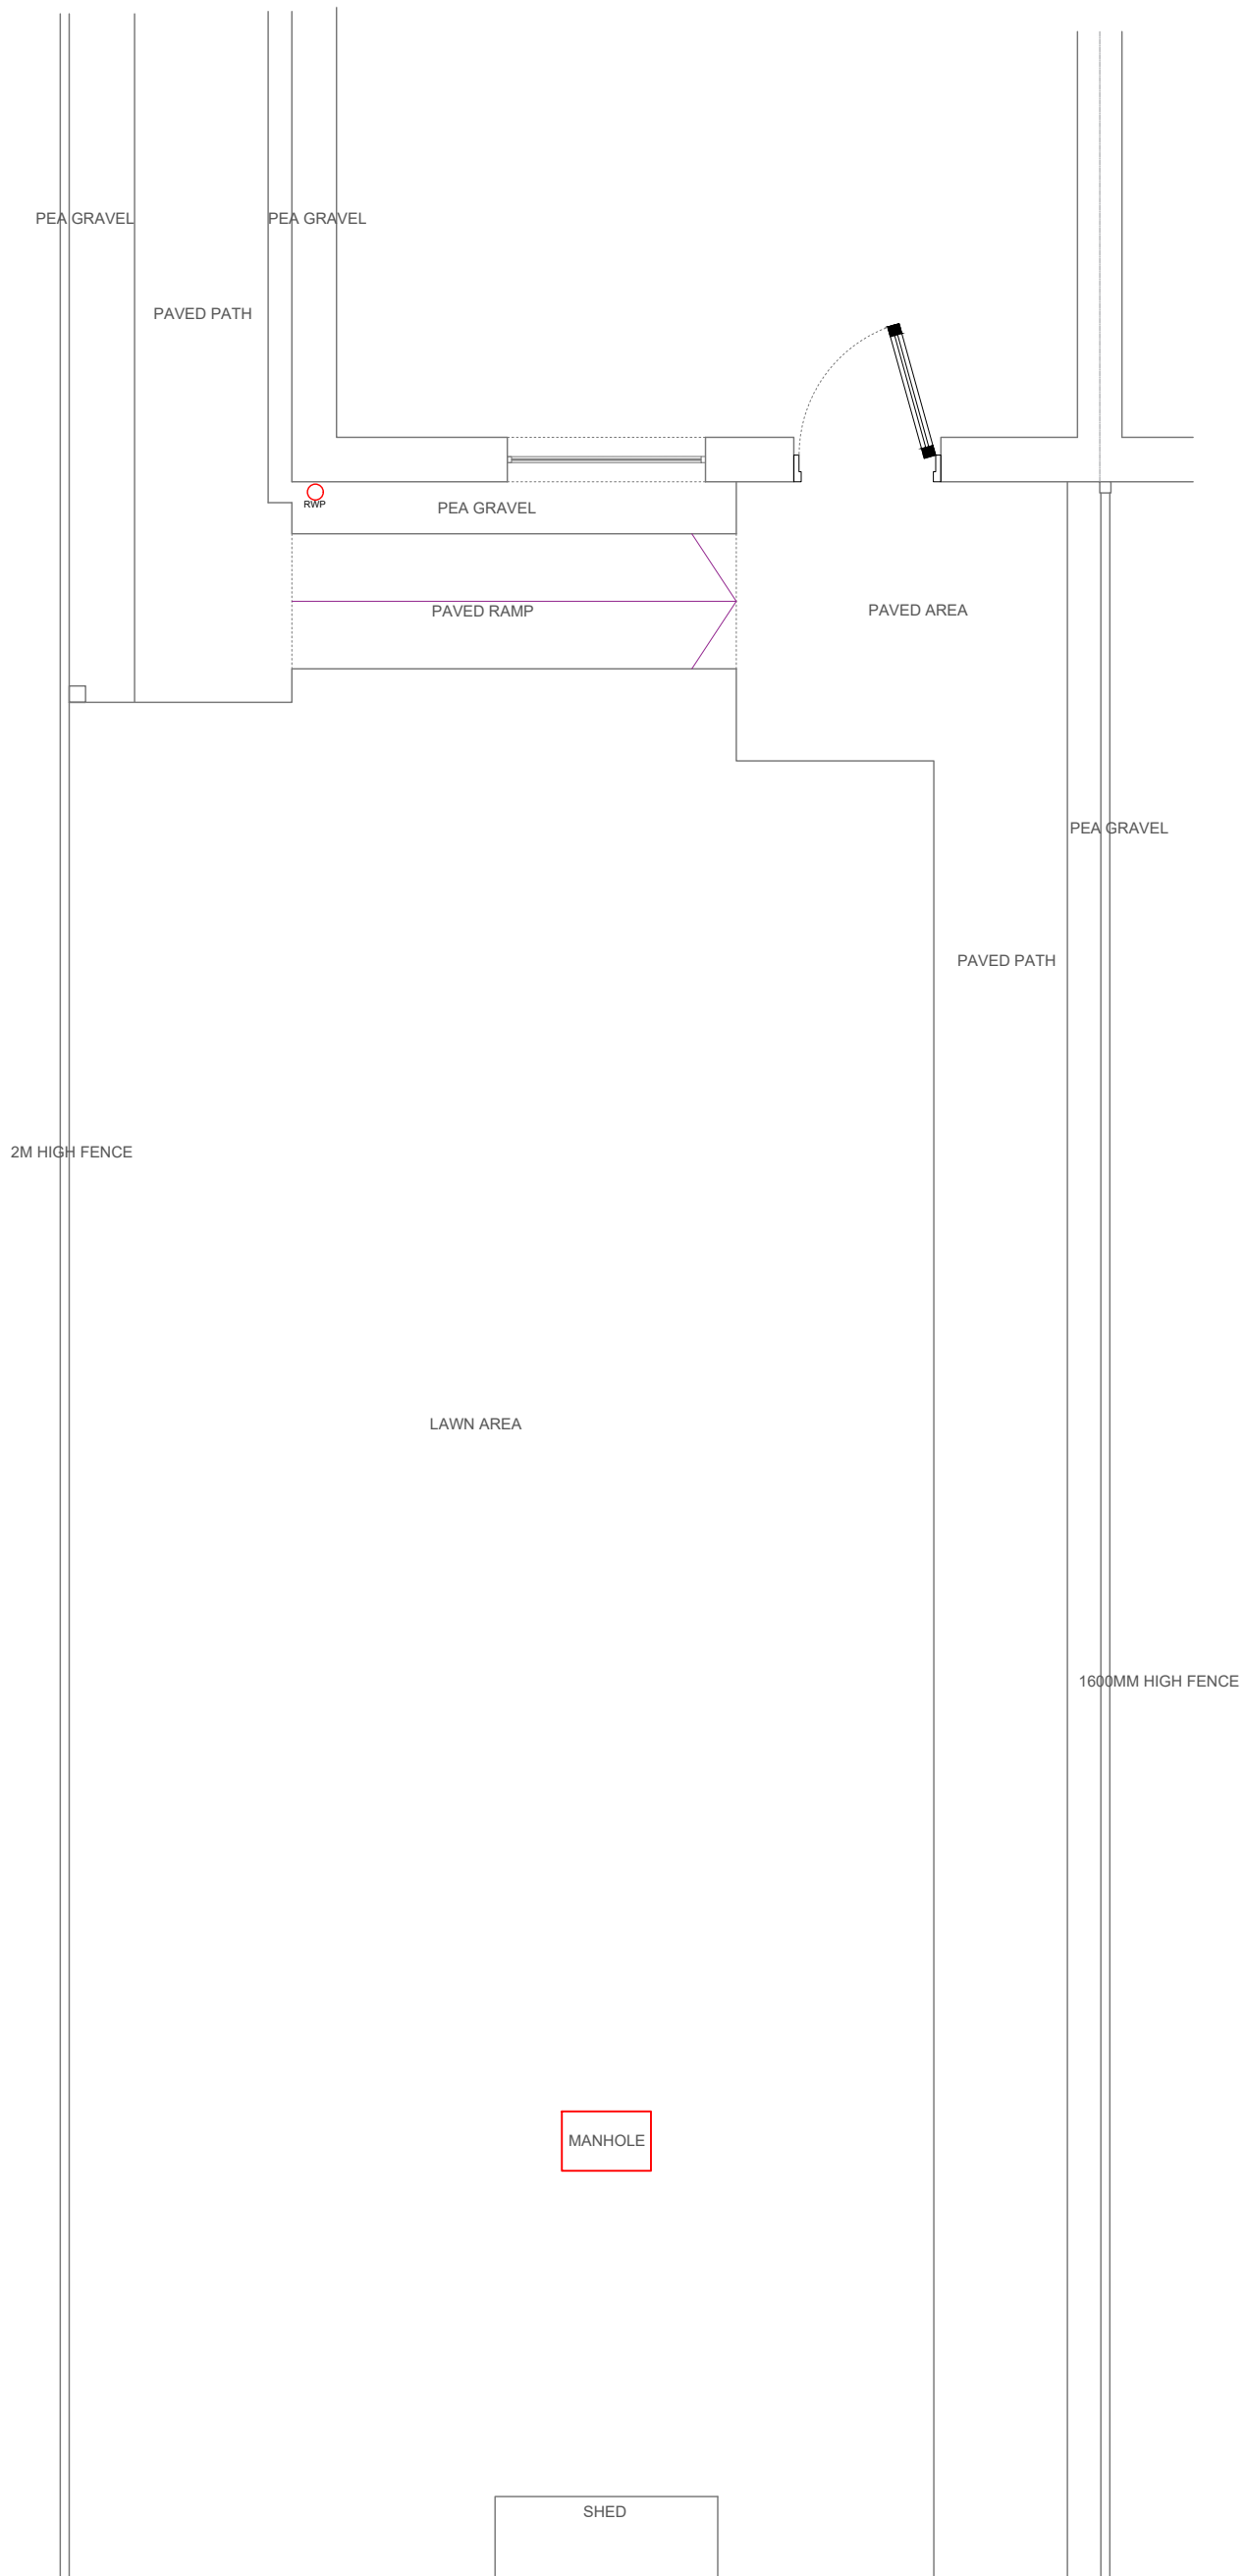 PEA GRAVEL
PEA GRAVEL
PAVED PATH
RWP
PEA GRAVEL
PAVED RAMP
PAVED AREA
PEA GRAVEL
PAVED PATH
2M HIGH FENCE
LAWN AREA
1600MM HIGH FENCE
MANHOLE
SHED